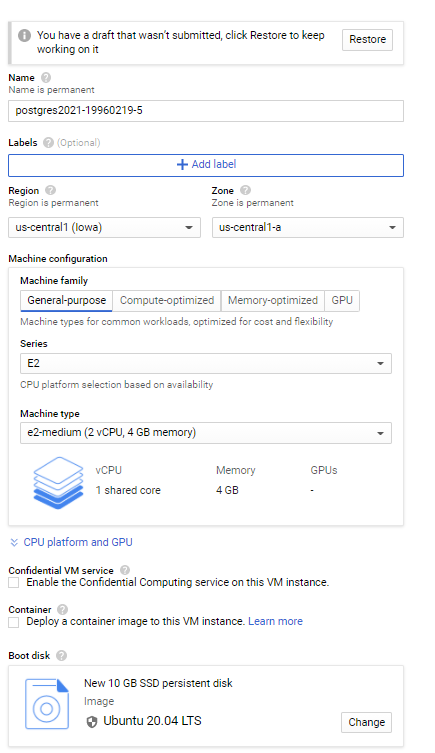 You have a draft that wasn't submitted, click Restore to keep
working on it
Restore
Name
Name is permanent
postgres2021-19960219-5
Labels (Optional)
Add label
Region
Zone
Region is permanent
Zone is permanent
us-central1 (Iowa)
us-central1-a
Machine configuration
Machine family
General-purpose
Compute-optimized
Memory-optimized
GPU
Machine types for common workloads, optimized for cost and flexibility
Series
E2
CPU platform selection based on availability
Machine type
e2-medium (2 vCPU, 4 GB memory)
vCPU
Memory
GPUs
1 shared core
4 GB
-
CPU platform and GPU
Confidential VM service
Enable the Confidential Computing service on this VM instance.
Container
Deploy a container image to this VM instance. Learn more
Boot disk
New 10 GB SSD persistent disk
Image
Ubuntu 20.04 LTS
Change